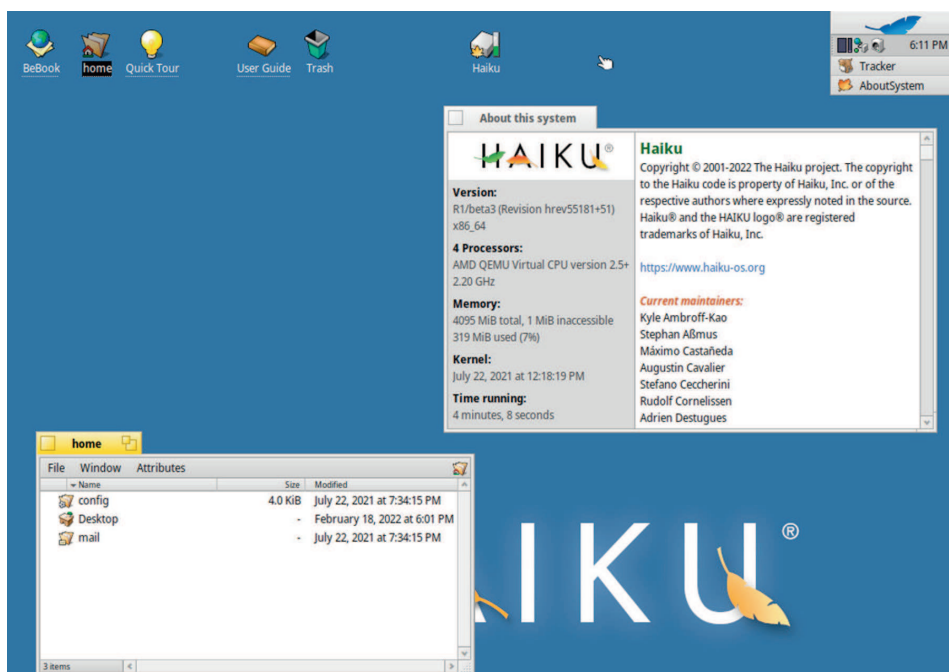 BeBook
home
Quick Tour
User Guide
Trash
Haiku
6:11 PM
Tracker
AboutSystem
About this system
HAIKU®
Version:
R1/beta3 (Revision hrev55181+51)
x86_64
4 Processors:
AMD QEMU Virtual CPU version 2.5+
2.20 GHz
Memory:
4095 MiB total, 1 MiB inaccessible
319 MiB used (7%)
Kernel:
July 22, 2021 at 12:18:19 PM
Time running:
4 minutes, 8 seconds
Haiku
Copyright © 2001-2022 The Haiku project. The copyright
to the Haiku code is property of Haiku, Inc. or of the
respective authors where expressly noted in the source.
Haiku® and the HAIKU logo® are registered
trademarks of Haiku, Inc.
https://www.haiku-os.org
Current maintainers:
Kyle Ambroff-Kao
Stephan Aßmus
Máximo Castañeda
Augustin Cavalier
Stefano Ceccherini
Rudolf Cornelissen
Adrien Destugues
home
File Window Attributes
Name Size Modified
config 4.0 KiB July 22, 2021 at 7:34:15 PM
Desktop - February 18, 2022 at 6:01 PM
mail - July 22, 2021 at 7:34:15 PM
3 items
AIKU®